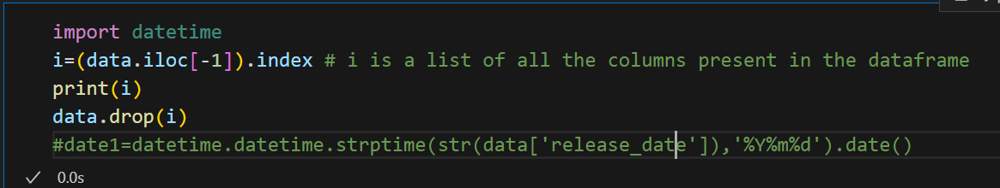 import datetime
i=(data.iloc[-1]).index # i is a list of all the columns present in the dataframe
print(i)
data.drop(i)
#date1=datetime.datetime.strptime(str(data['release_date']),'%Y%m%d').date()
0.0s